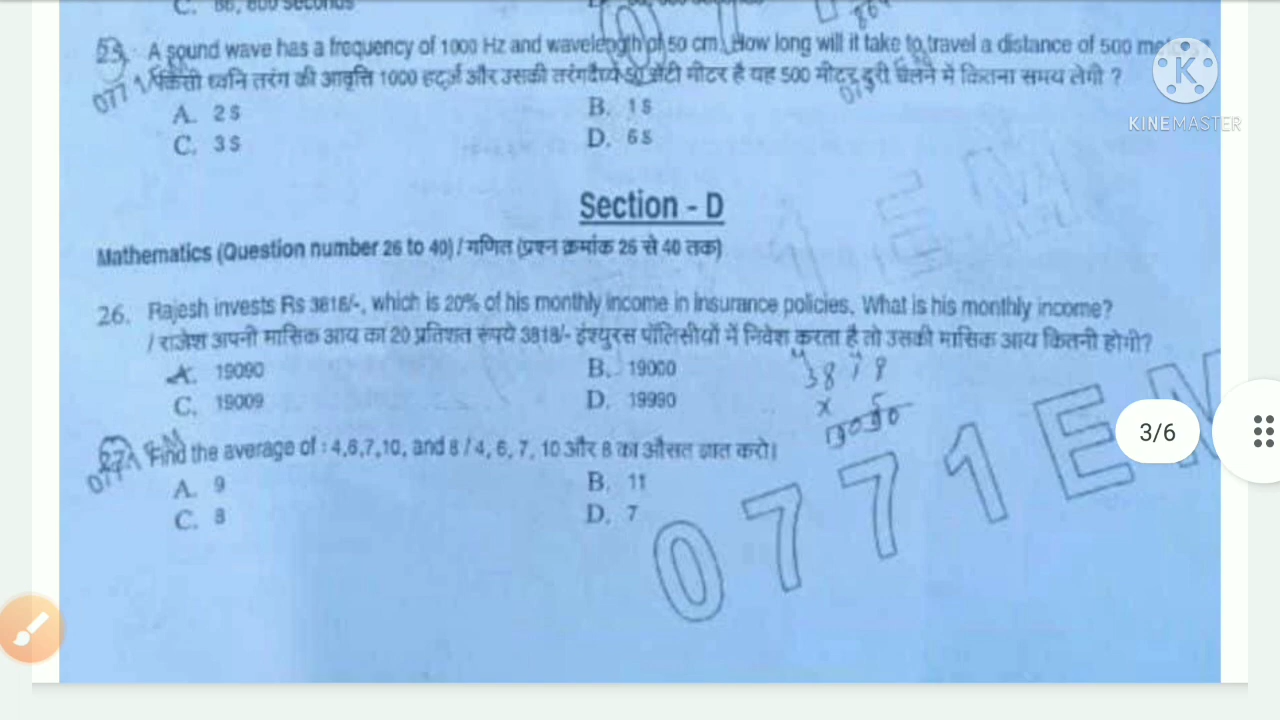 C. 86, 800 seconds
A sound wave has a frequency of 1000 Hz and wavelength of 50 cm. How long will it take to travel a distance of 500
किसी ध्वनि तरंग की आवृत्ति 1000 हर्ट्ज और उसकी तरंगदैर्ध्य 50 सेंटी मीटर है यह 500 मीटर दुरी चलने में कितना समय लेगी ?
A. 2 s B. 1 s
C. 3 s D. 6 s
KINEMASTER
Section - D
Mathematics (Question number 26 to 40) / गणित (प्रश्न क्रमांक 26 से 40 तक)
26. Rajesh invests Rs 3818/-, which is 20% of his monthly income in insurance policies. What is his monthly income?
/ राजेश अपनी मासिक आय का 20 प्रतिशत रुपये 3818/- इंश्युरस पॉलिसीयों में निवेश करता है तो उसकी मासिक आय कितनी होगी?
A. 19090 B. 19000
C. 19009 D. 19990
3818
x 5
3/6
27. Find the average of : 4,6,7,10, and 8 / 4, 6, 7, 10 और 8 का औसत ज्ञात करो।
A. 9 B. 11
C. 8 D. 7
0771EM